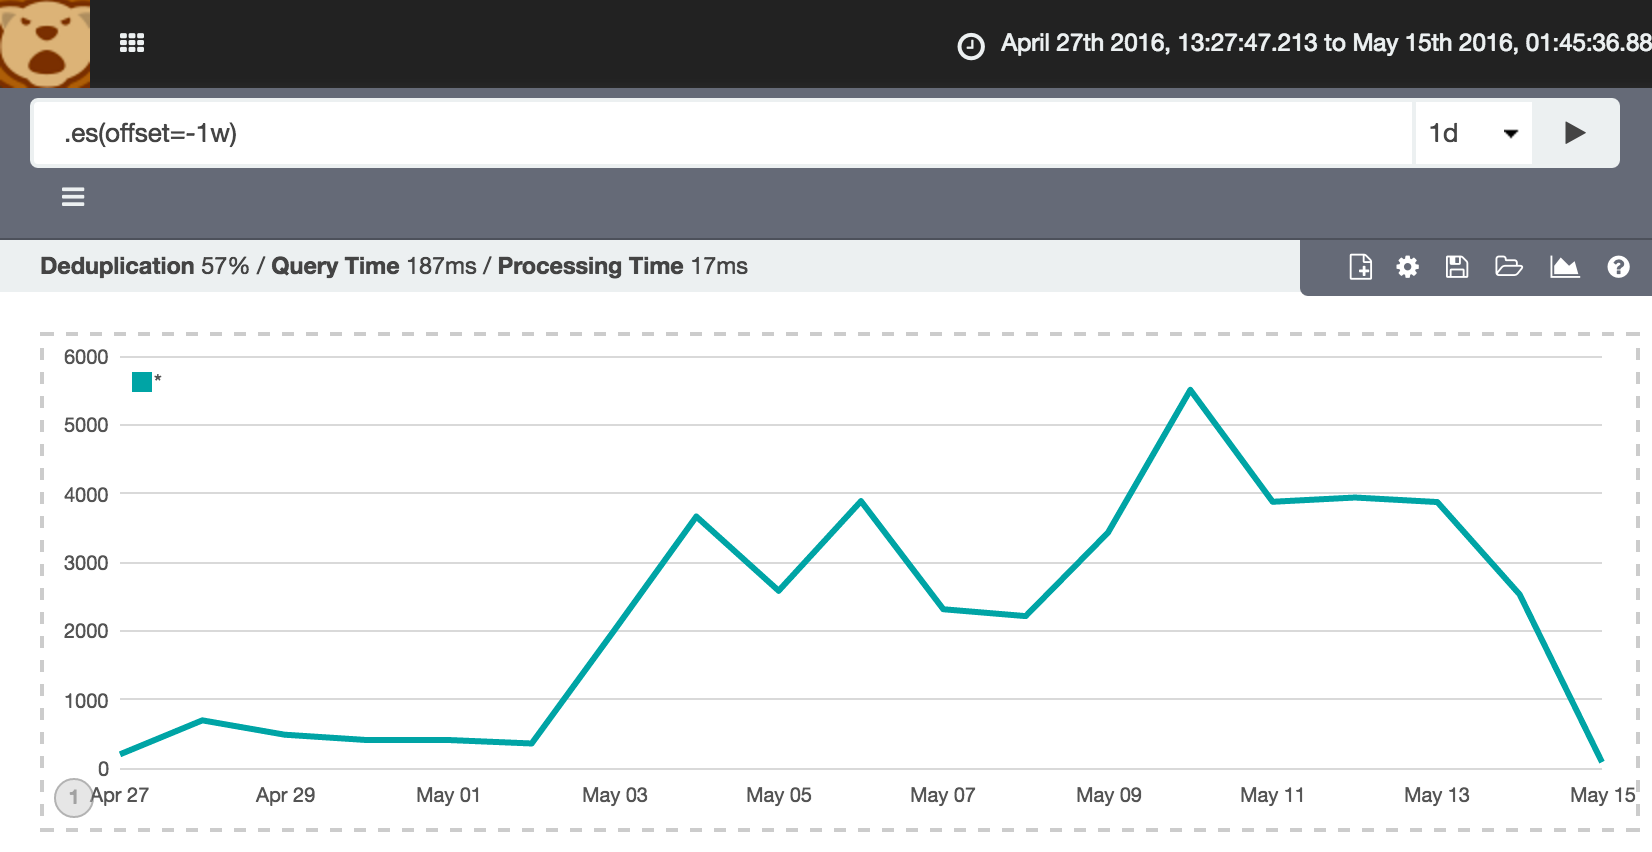 April 27th 2016, 13:27:47.213 to May 15th 2016, 01:45:36.88
.es(offset=-1w)
1d
Deduplication 57% / Query Time 187ms / Processing Time 17ms
6000
*
5000
4000
3000
2000
1000
0
1
Apr 27 Apr 29 May 01 May 03 May 05 May 07 May 09 May 11 May 13 May 15